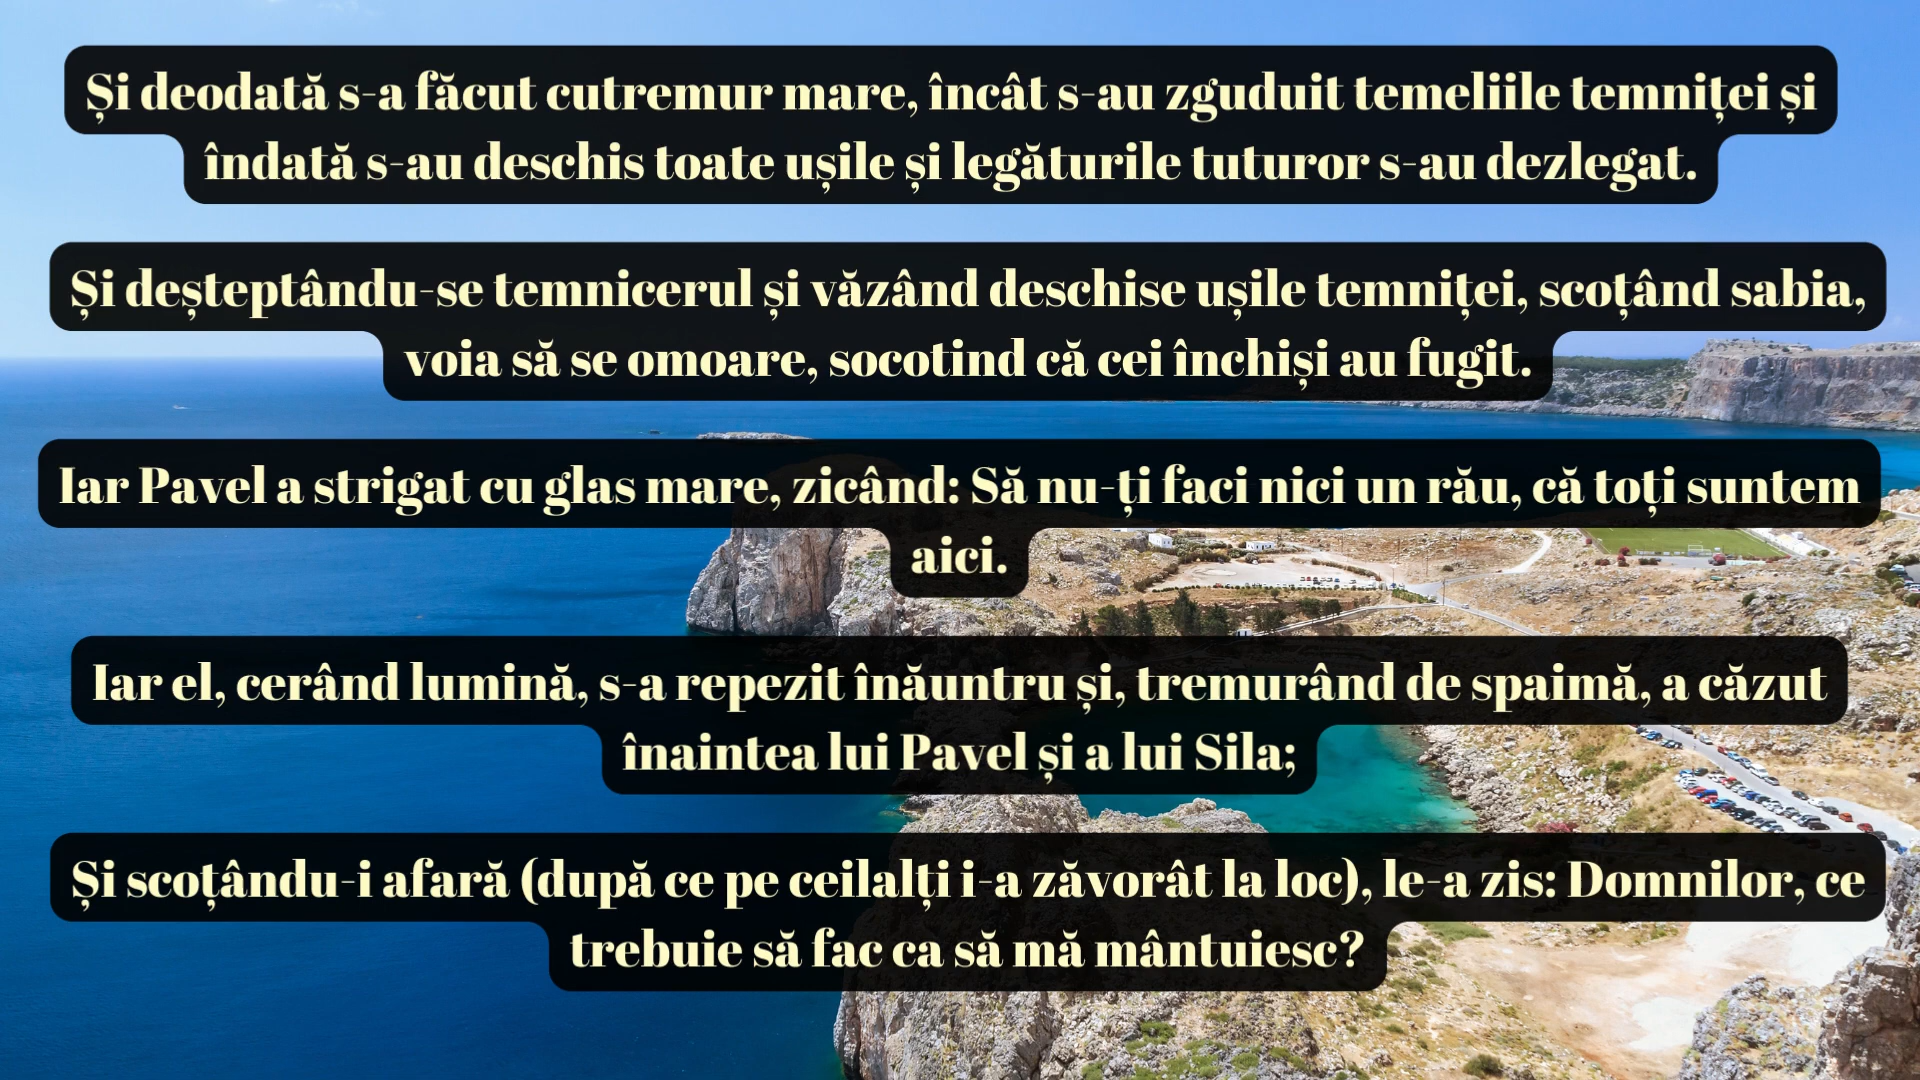 Și deodată s-a făcut cutremur mare, încât s-au zguduit temeliile temniței și
îndată s-au deschis toate ușile și legăturile tuturor s-au dezlegat.
Și deșteptându-se temnicerul și văzând deschise ușile temniței, scoțând sabia,
voia să se omoare, socotind că cei închiși au fugit.
Iar Pavel a strigat cu glas mare, zicând: Să nu-ți faci nici un rău, că toți suntem
aici.
Iar el, cerând lumină, s-a repezit înăuntru și, tremurând de spaimă, a căzut
înaintea lui Pavel și a lui Sila;
Și scoțându-i afară (după ce pe ceilalți i-a zăvorât la loc), le-a zis: Domnilor, ce
trebuie să fac ca să mă mântuiesc?